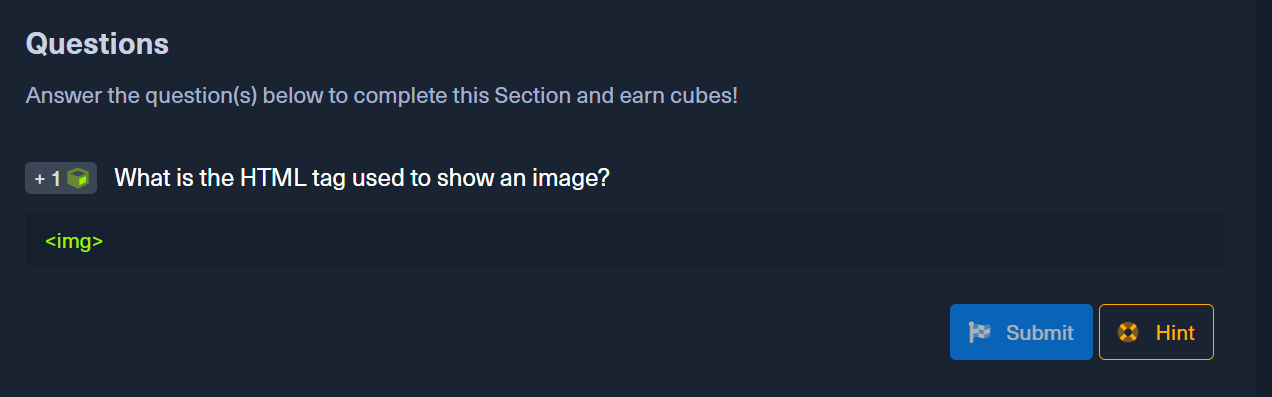 Questions
Answer the question(s) below to complete this Section and earn cubes!
+ 1 What is the HTML tag used to show an image?
<img>
Submit Hint